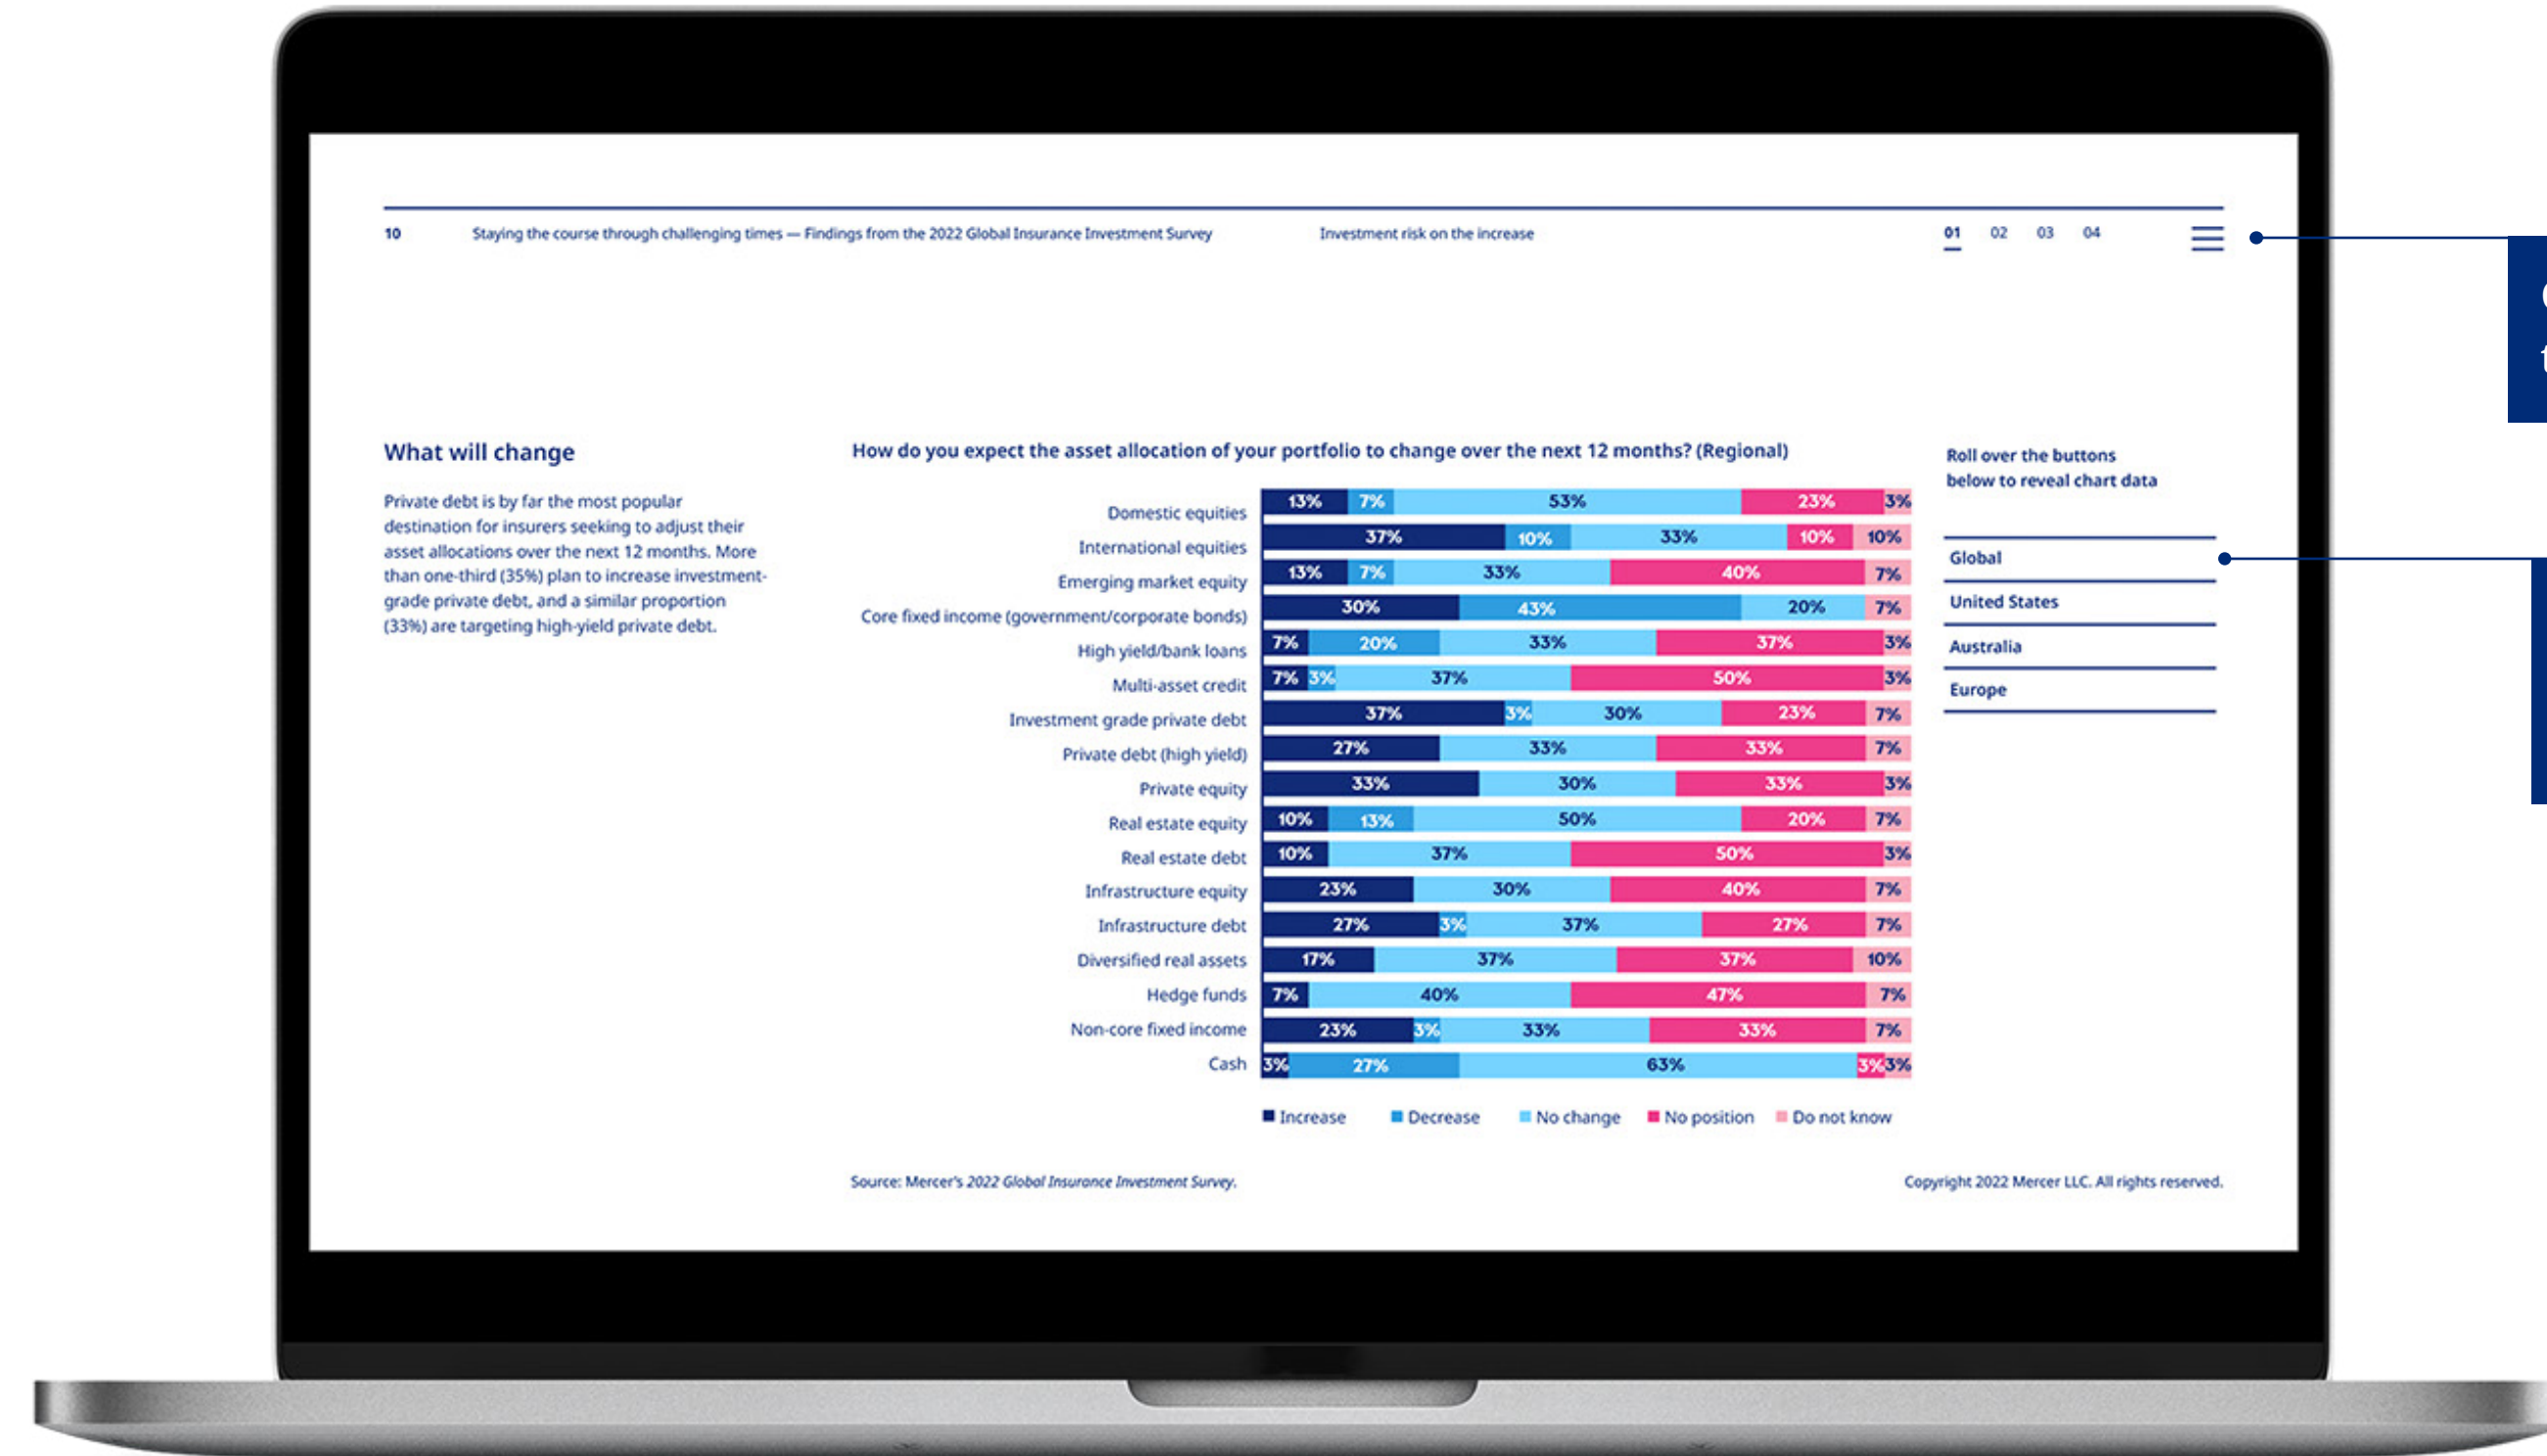 10 Staying the course through challenging times — Findings from the 2022 Global Insurance Investment Survey Investment risk on the increase 01 02 03 04
What will change
Private debt is by far the most popular
destination for insurers seeking to adjust their
asset allocations over the next 12 months. More
than one-third (35%) plan to increase investment-
grade private debt, and a similar proportion
(33%) are targeting high-yield private debt.
How do you expect the asset allocation of your portfolio to change over the next 12 months? (Regional)
Domestic equities 13% 7% 53% 23% 3%
International equities 37% 10% 33% 10% 10%
Emerging market equity 13% 7% 33% 40% 7%
Core fixed income (government/corporate bonds) 30% 43% 20% 7%
High yield/bank loans 7% 20% 33% 37% 3%
Multi-asset credit 7% 3% 37% 50% 3%
Investment grade private debt 37% 3% 30% 23% 7%
Private debt (high yield) 27% 33% 33% 7%
Private equity 33% 30% 33% 3%
Real estate equity 10% 13% 50% 20% 7%
Real estate debt 10% 37% 50% 3%
Infrastructure equity 23% 30% 40% 7%
Infrastructure debt 27% 3% 37% 27% 7%
Diversified real assets 17% 37% 37% 10%
Hedge funds 7% 40% 47% 7%
Non-core fixed income 23% 3% 33% 33% 7%
Cash 3% 27% 63% 3% 3%
Increase Decrease No change No position Do not know
Roll over the buttons
below to reveal chart data
Global
United States
Australia
Europe
Source: Mercer's 2022 Global Insurance Investment Survey.
Copyright 2022 Mercer LLC. All rights reserved.